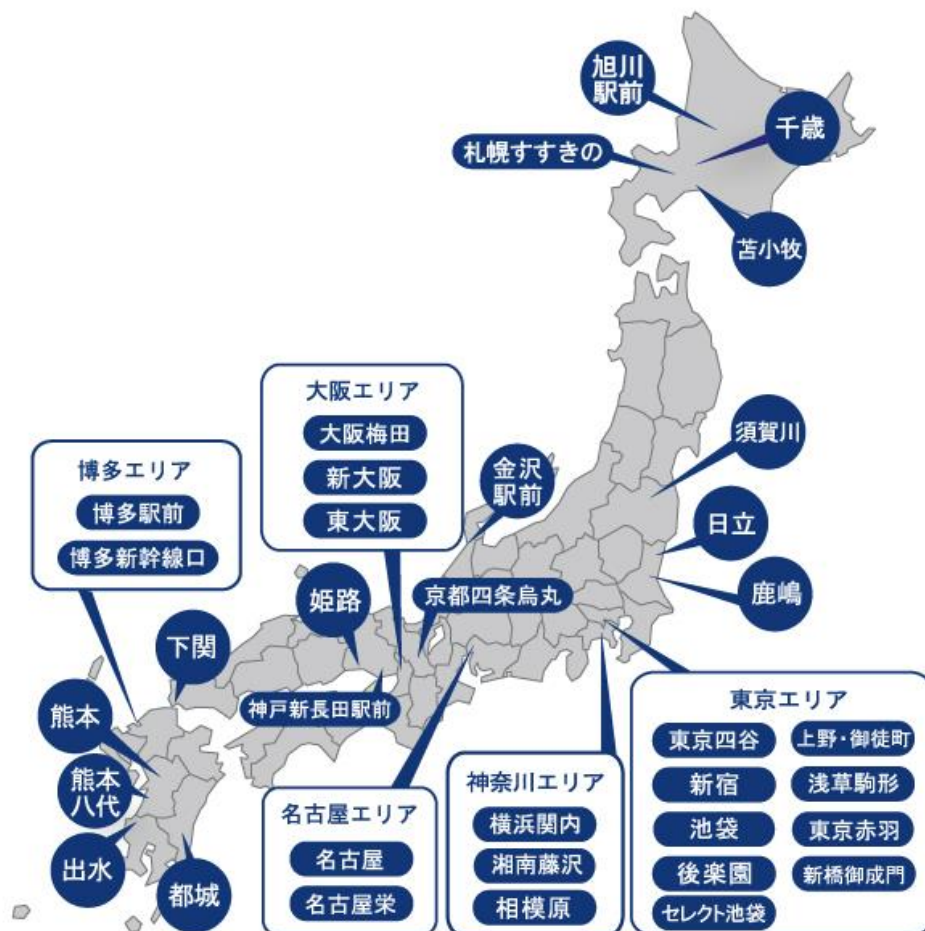 旭川
駅前
千歳
札幌すすきの
苫小牧
大阪エリア
大阪梅田
新大阪
東大阪
須賀川
金沢
駅前
博多エリア
博多駅前
博多新幹線口
日立
鹿嶋
姫路
京都四条烏丸
下関
神戸新長田駅前
熊本
熊本
八代
出水
都城
名古屋エリア
名古屋
名古屋栄
神奈川エリア
横浜関内
湘南藤沢
相模原
東京エリア
東京四谷
上野・御徒町
新宿
浅草駒形
池袋
東京赤羽
後楽園
新橋御成門
セレクト池袋